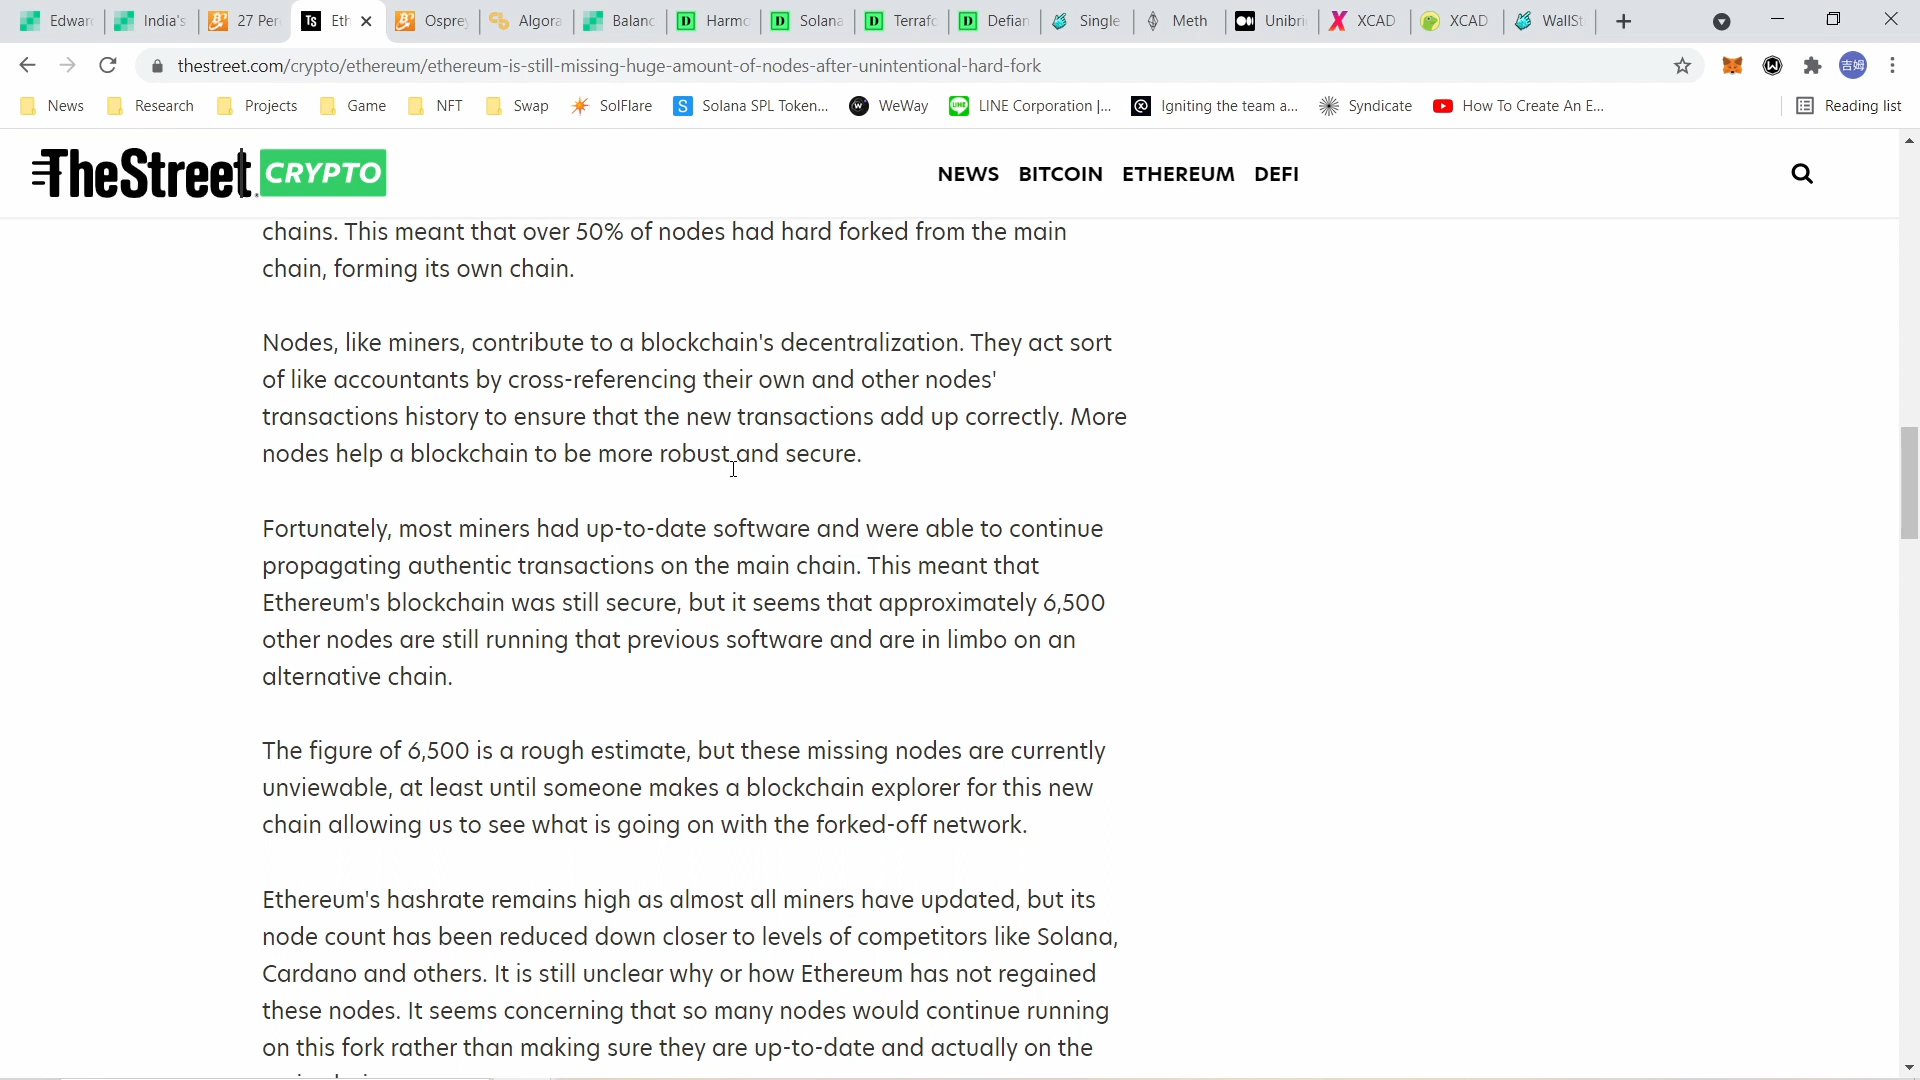 Edwar
India's
27 Per
Eth
Osprey
Algora
Balanc
Harmo
Solana
Terrafo
Defian
Single
Meth
Unibri
XCAD
XCAD
WallSt
thestreet.com/crypto/ethereum/ethereum-is-still-missing-huge-amount-of-nodes-after-unintentional-hard-fork
吉姆
News
Research
Projects
Game
NFT
Swap
SolFlare
Solana SPL Token...
WeWay
LINE Corporation |...
Igniting the team a...
Syndicate
How To Create An E...
Reading list
TheStreet CRYPTO
NEWS BITCOIN ETHEREUM DEFI
chains. This meant that over 50% of nodes had hard forked from the main
chain, forming its own chain.
Nodes, like miners, contribute to a blockchain's decentralization. They act sort
of like accountants by cross-referencing their own and other nodes'
transactions history to ensure that the new transactions add up correctly. More
nodes help a blockchain to be more robust and secure.
Fortunately, most miners had up-to-date software and were able to continue
propagating authentic transactions on the main chain. This meant that
Ethereum's blockchain was still secure, but it seems that approximately 6,500
other nodes are still running that previous software and are in limbo on an
alternative chain.
The figure of 6,500 is a rough estimate, but these missing nodes are currently
unviewable, at least until someone makes a blockchain explorer for this new
chain allowing us to see what is going on with the forked-off network.
Ethereum's hashrate remains high as almost all miners have updated, but its
node count has been reduced down closer to levels of competitors like Solana,
Cardano and others. It is still unclear why or how Ethereum has not regained
these nodes. It seems concerning that so many nodes would continue running
on this fork rather than making sure they are up-to-date and actually on the